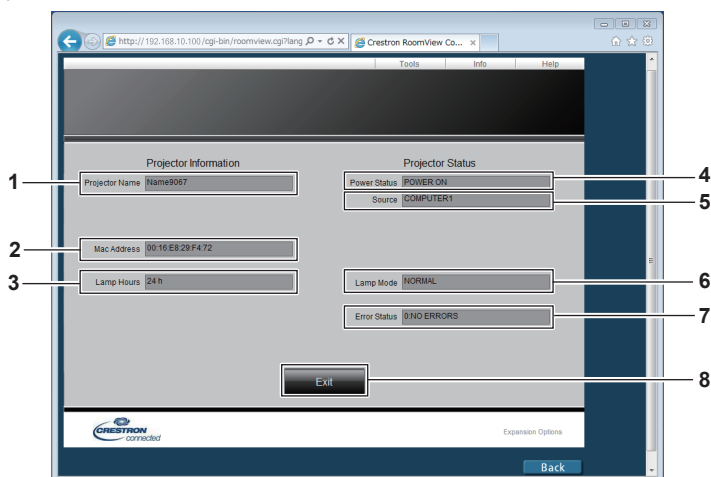 http://192.168.10.100/cgi-bin/roomview.cgi?lang
Crestron RoomView Co...
Tools Info Help
Projector Information Projector Status
1 Projector Name Name9067 Power Status POWER ON 4
Source COMPUTER1 5
2 Mac Address 00:16:E8:29:F4:72
3 Lamp Hours 24 h Lamp Mode NORMAL 6
Error Status 0:NO ERRORS 7
Exit 8
CRESTRON
connected
Expansion Options
Back